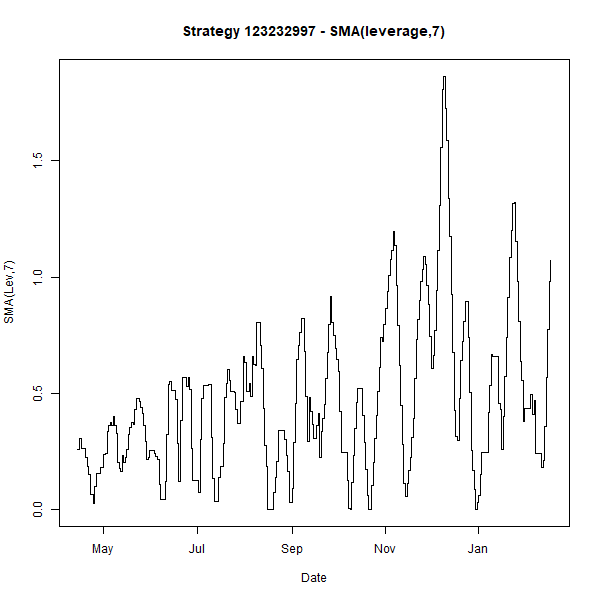 Strategy 123232997 - SMA(leverage,7)
SMA(Lev,7)
1.5
1.0
0.5
0.0
May Jul Sep Nov Jan
Date